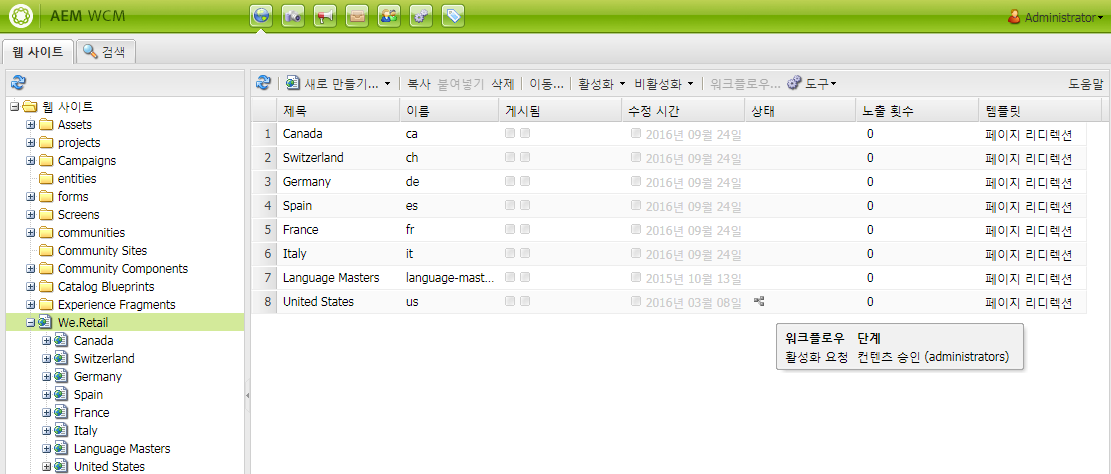 AEM WCM
Administrator
웹 사이트 검색
새로 만들기... 복사 붙여넣기 삭제 이동... 활성화 비활성화 워크플로우... 도구 도움말
웹 사이트
Assets
projects
Campaigns
entities
forms
Screens
communities
Community Sites
Community Components
Catalog Blueprints
Experience Fragments
We.Retail
Canada
Switzerland
Germany
Spain
France
Italy
Language Masters
United States
제목 이름 게시됨 수정 시간 상태 노출 횟수 템플릿
1 Canada ca 2016년 09월 24일 0 페이지 리디렉션
2 Switzerland ch 2016년 09월 24일 0 페이지 리디렉션
3 Germany de 2016년 09월 24일 0 페이지 리디렉션
4 Spain es 2016년 09월 24일 0 페이지 리디렉션
5 France fr 2016년 09월 24일 0 페이지 리디렉션
6 Italy it 2016년 09월 24일 0 페이지 리디렉션
7 Language Masters language-mast... 2015년 10월 13일 0 페이지 리디렉션
8 United States us 2016년 03월 08일 0 페이지 리디렉션
워크플로우 단계
활성화 요청 컨텐츠 승인 (administrators)